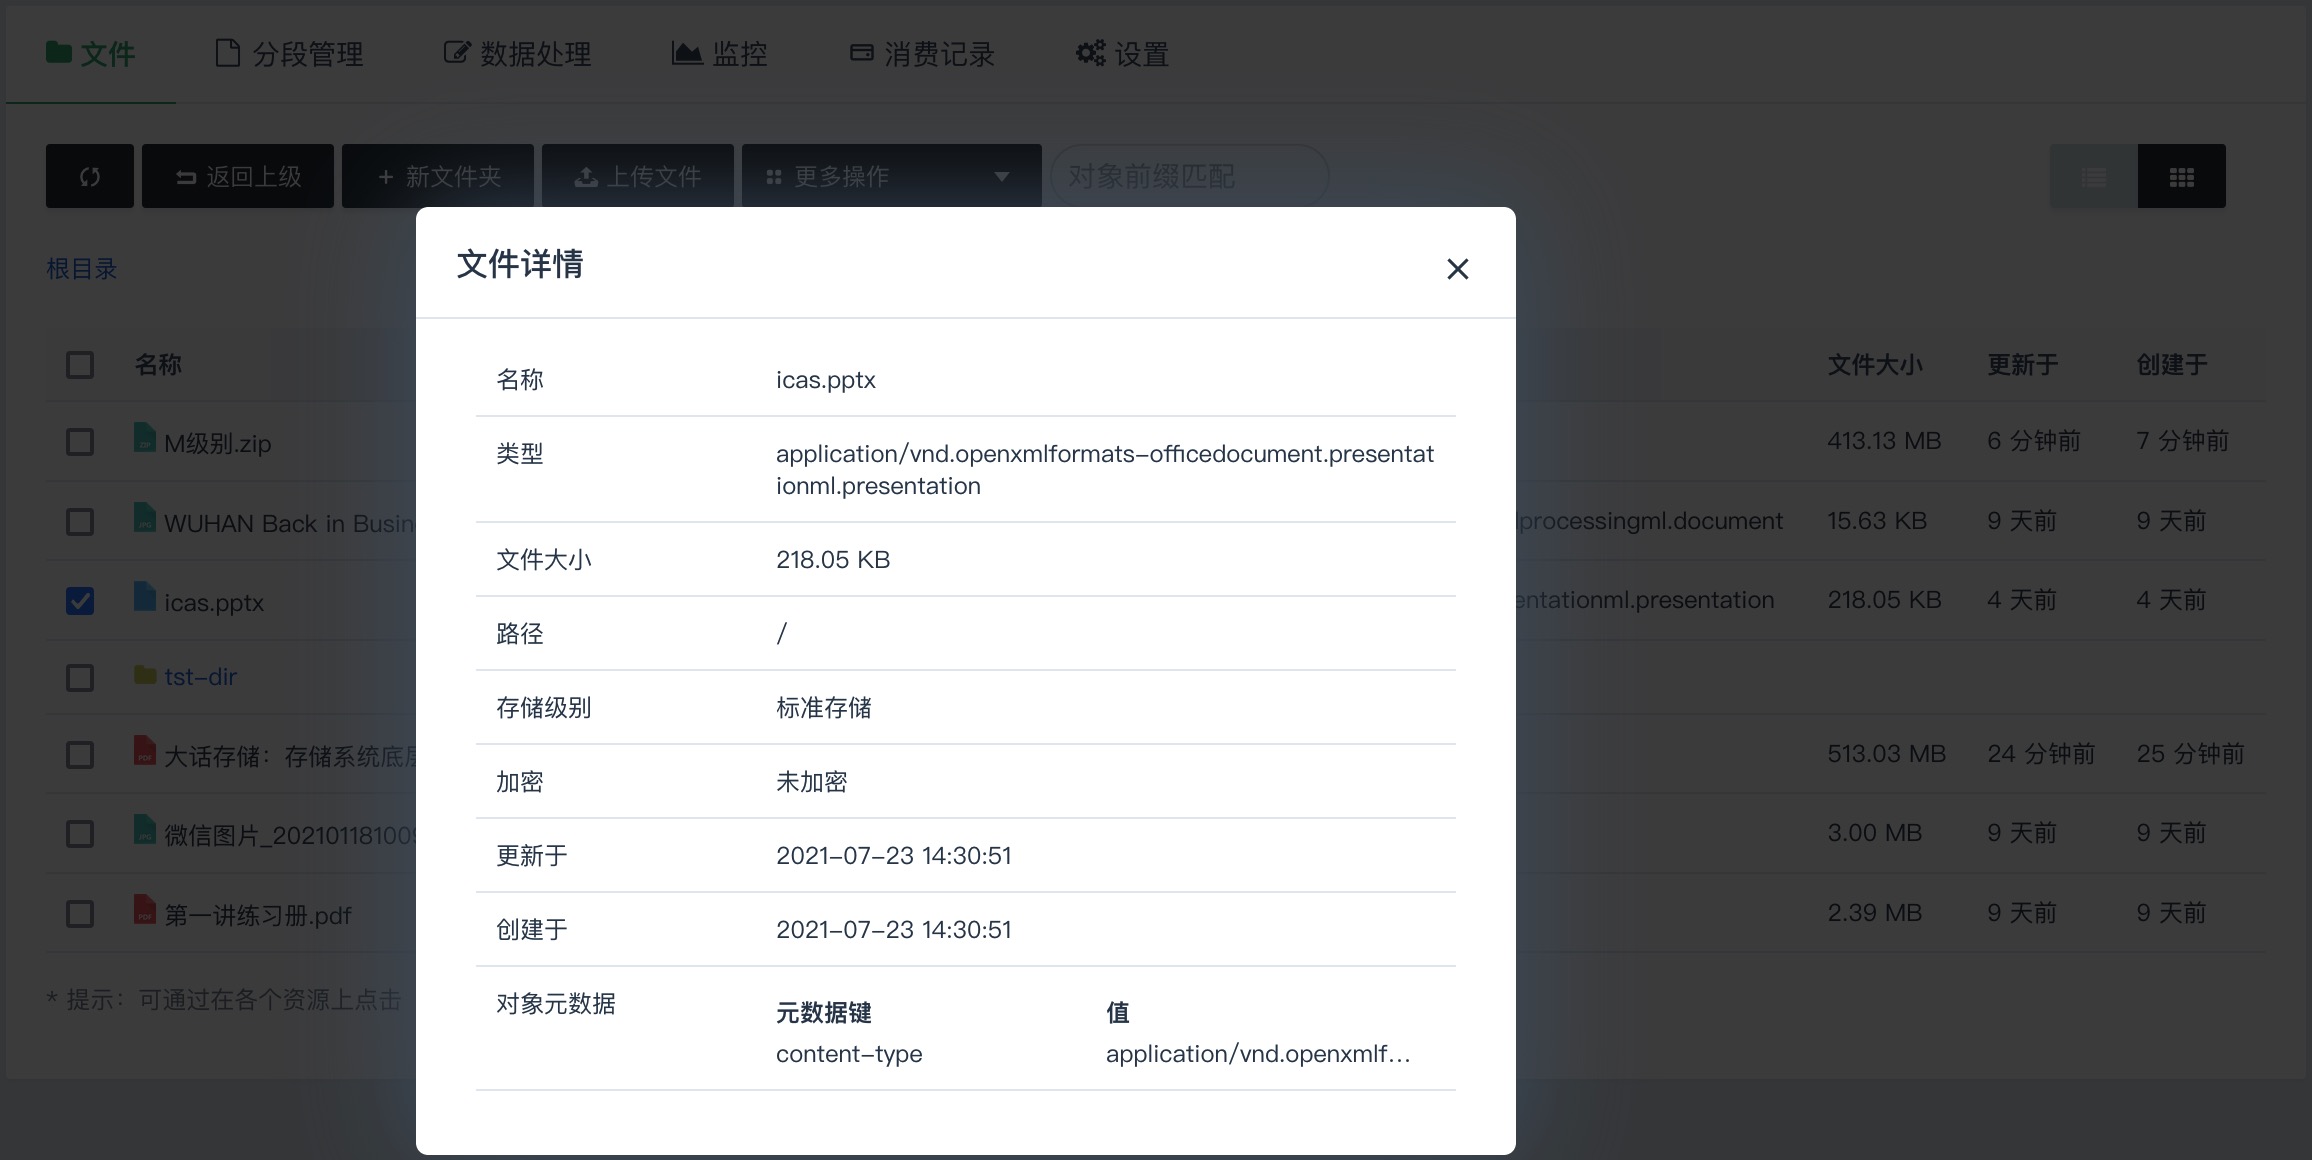 文件 分段管理 数据处理 监控 消费记录 设置
返回上级 + 新文件夹 上传文件 更多操作 对象前缀匹配
根目录
文件详情
名称 icas.pptx
类型 application/vnd.openxmlformats-officedocument.presentat
ionml.presentation
文件大小 218.05 KB
路径 /
存储级别 标准存储
加密 未加密
更新于 2021-07-23 14:30:51
创建于 2021-07-23 14:30:51
对象元数据 元数据键 值
content-type application/vnd.openxmlf...
名称 文件大小 更新于 创建于
ZIP M级别.zip 413.13 MB 6 分钟前 7 分钟前
JPG WUHAN Back in Busin processingml.document 15.63 KB 9 天前 9 天前
icas.pptx entationml.presentation 218.05 KB 4 天前 4 天前
tst-dir
PDF 大话存储：存储系统底 513.03 MB 24 分钟前 25 分钟前
JPG 微信图片_20210118100 3.00 MB 9 天前 9 天前
PDF 第一讲练习册.pdf 2.39 MB 9 天前 9 天前
* 提示：可通过在各个资源上点击